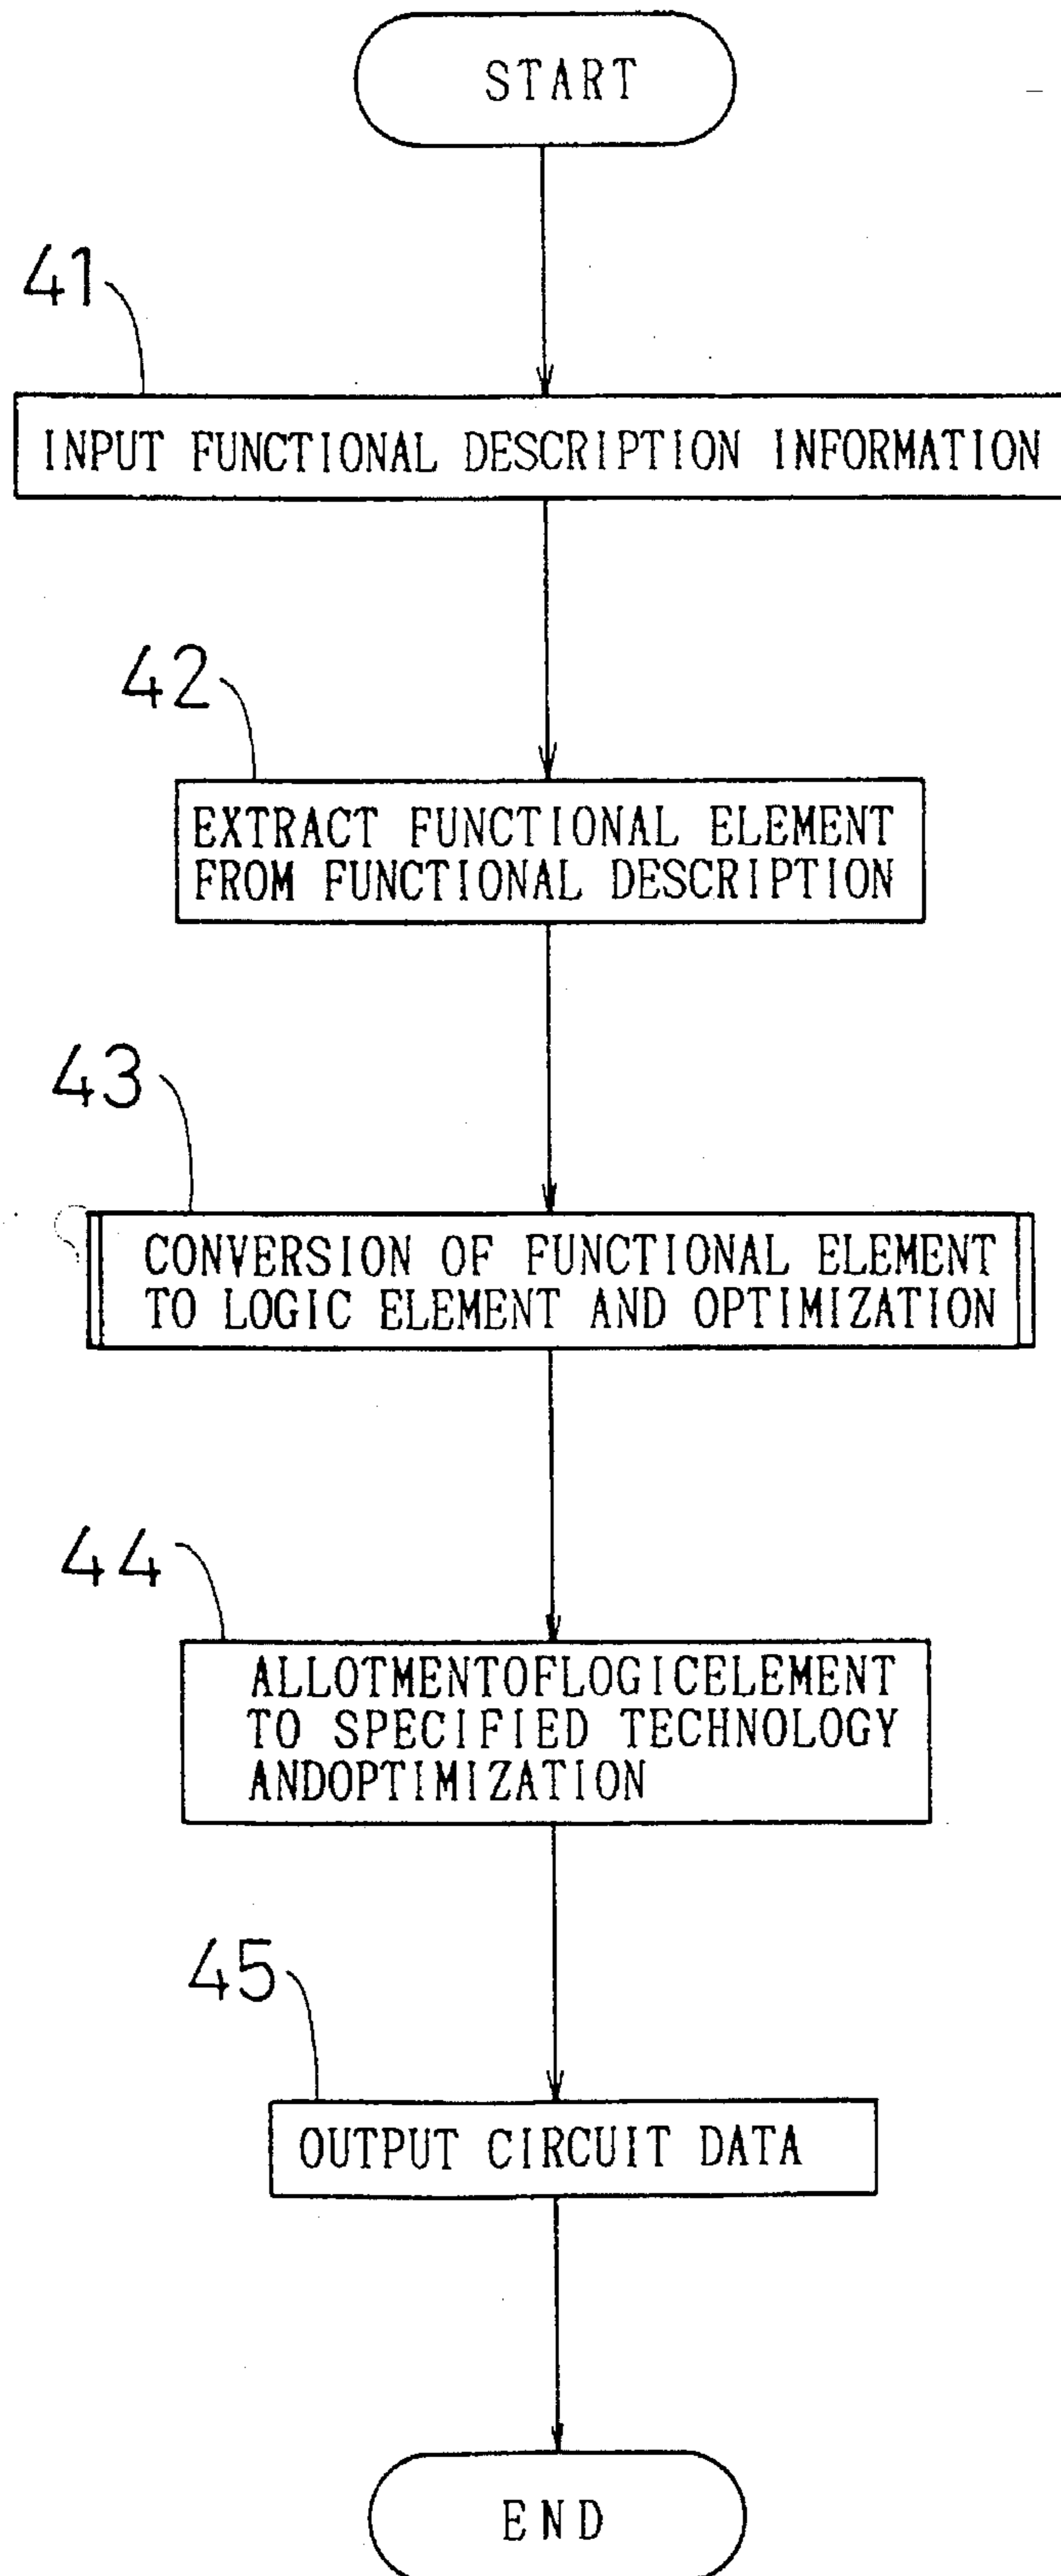 START
41
INPUT FUNCTIONAL DESCRIPTION INFORMATION
42
EXTRACT FUNCTIONAL ELEMENT
FROM FUNCTIONAL DESCRIPTION
43
CONVERSION OF FUNCTIONAL ELEMENT
TO LOGIC ELEMENT AND OPTIMIZATION
44
ALLOTMENTOFLOGICELEMENT
TO SPECIFIED TECHNOLOGY
ANDOPTIMIZATION
45
OUTPUT CIRCUIT DATA
END